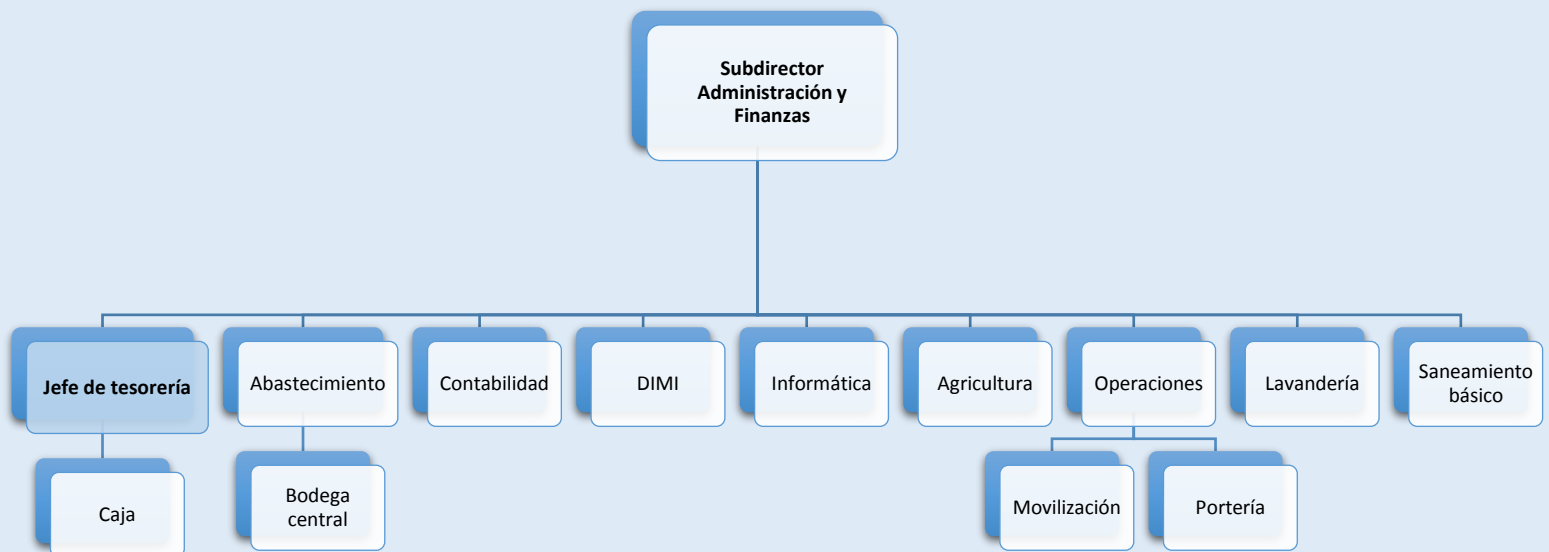 Subdirector
Administración y
Finanzas
Jefe de tesorería
Abastecimiento
Contabilidad
DIMI
Informática
Agricultura
Operaciones
Lavandería
Saneamiento
básico
Caja
Bodega
central
Movilización
Portería